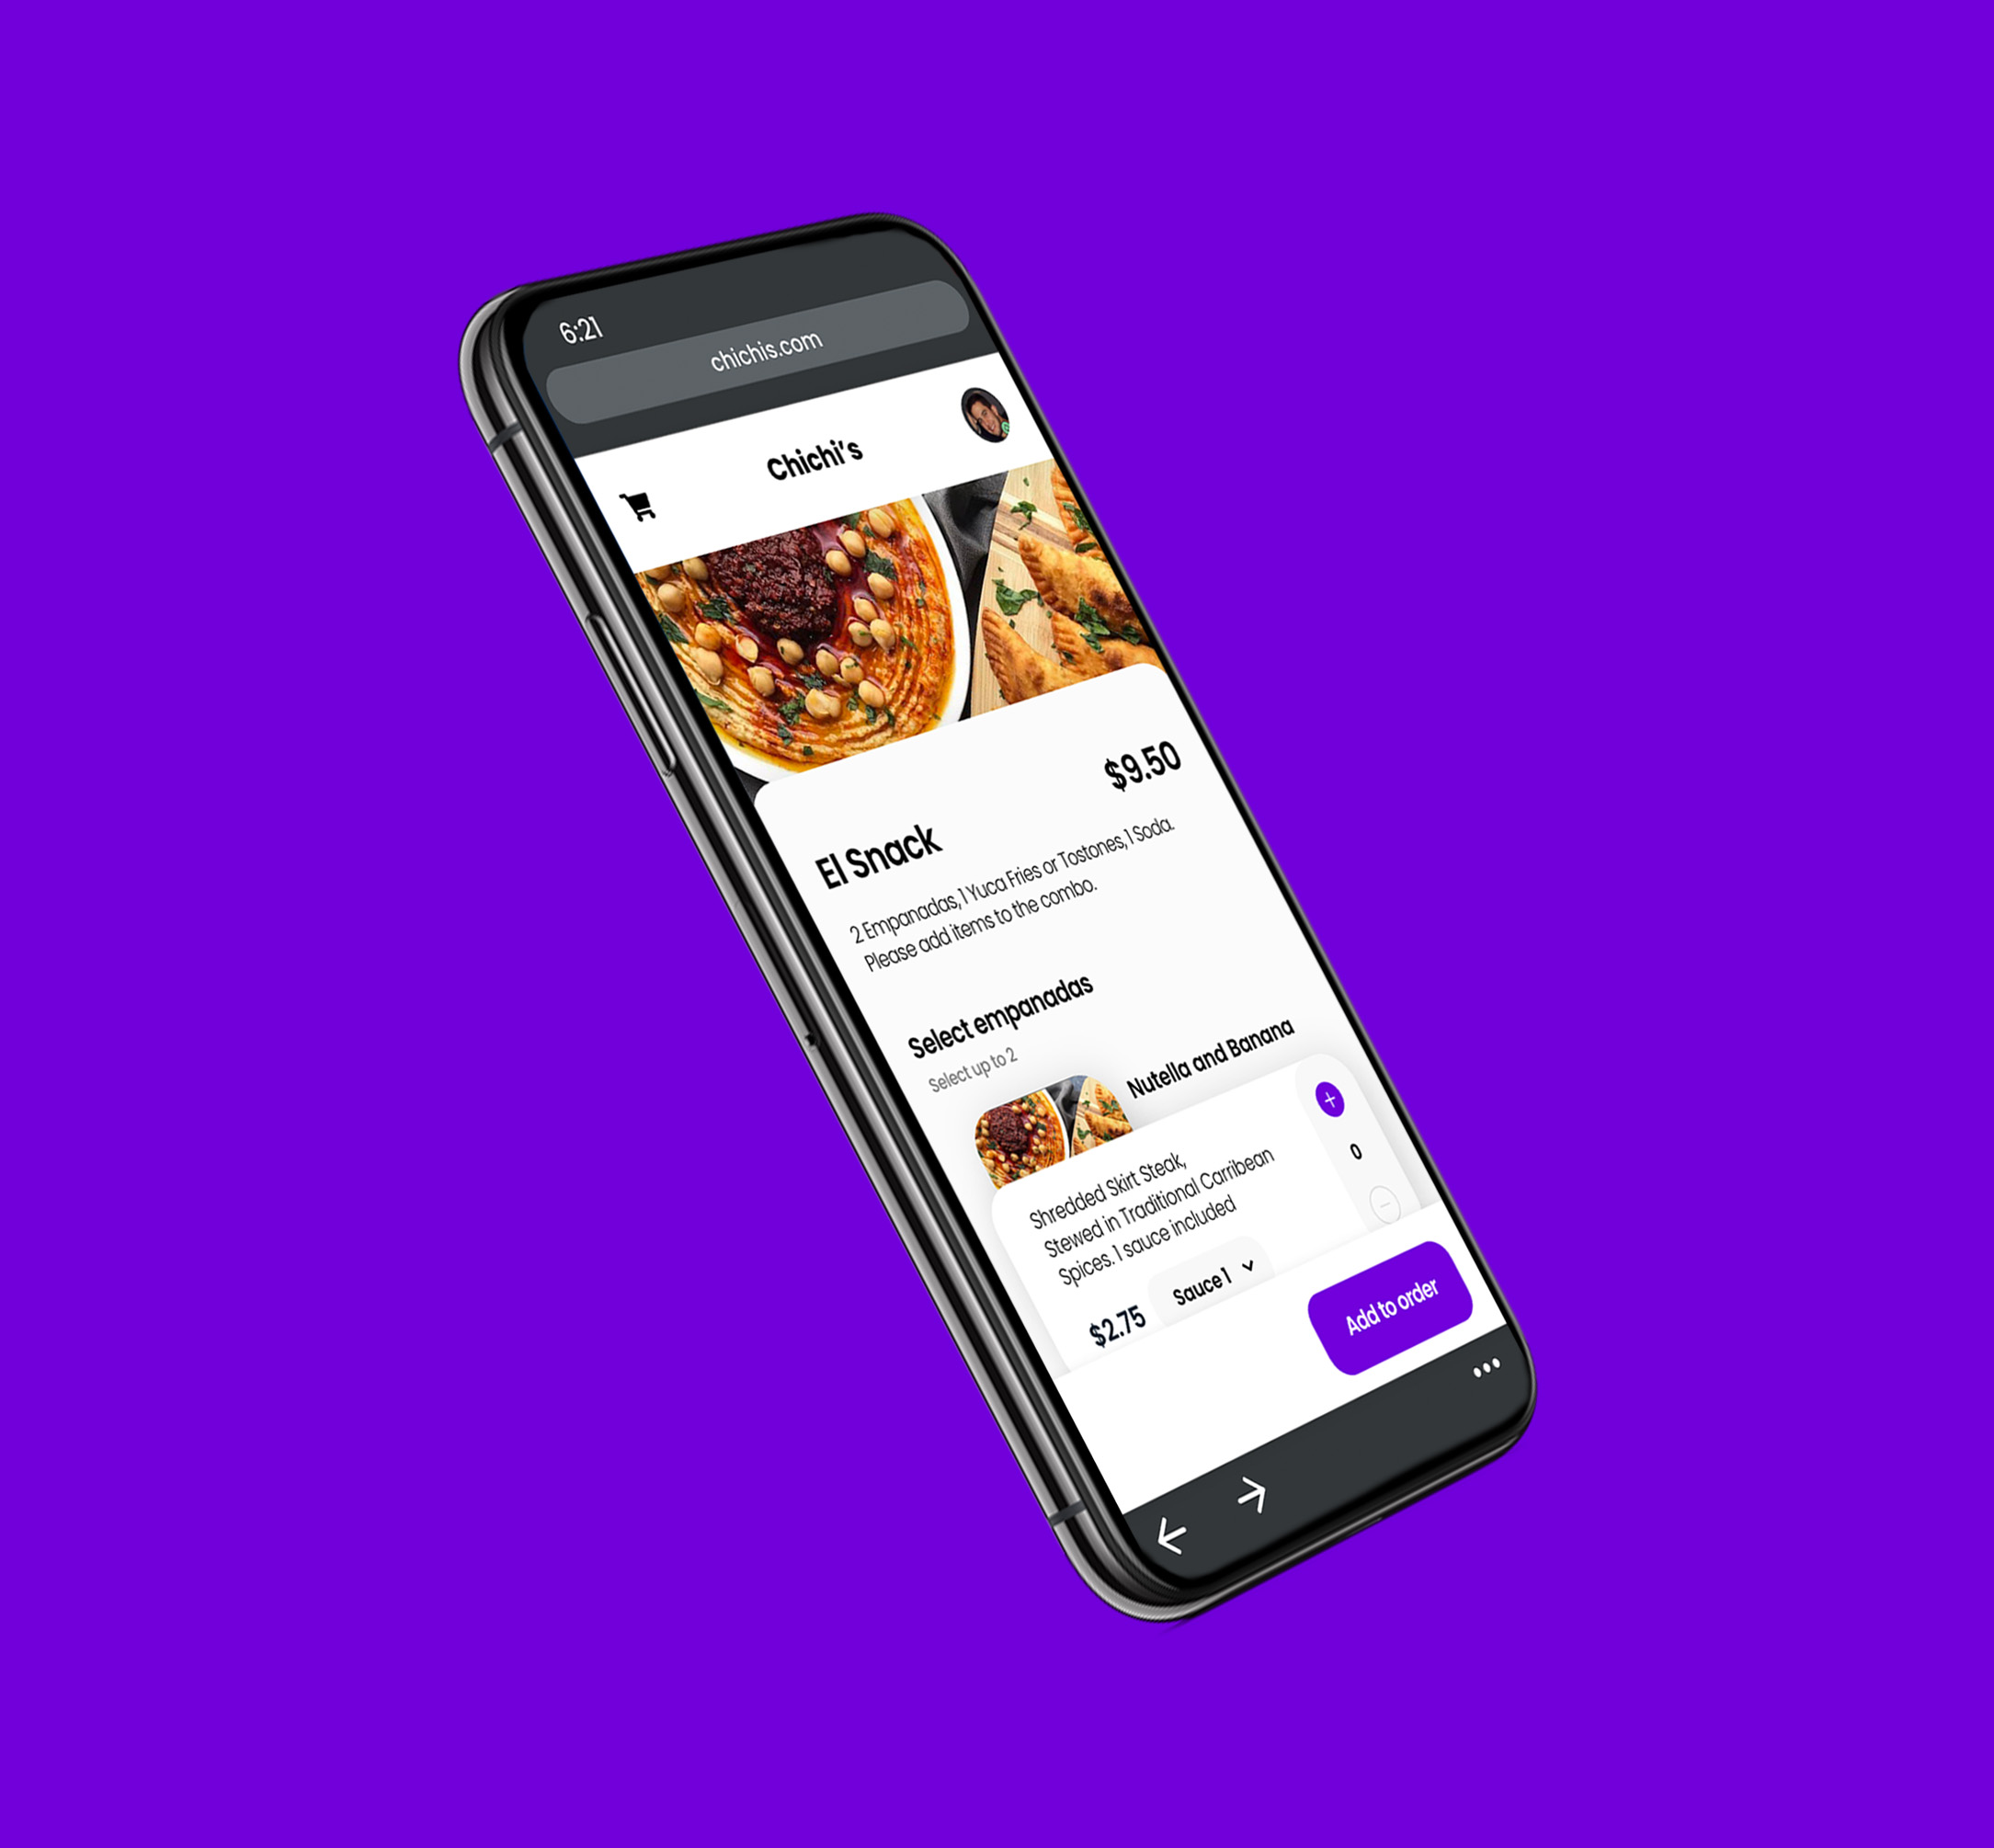 6:21
chichis.com
Chichi's
$9.50
El Snack
2 Empanadas, 1 Yuca Fries or Tostones, 1 Soda.
Please add items to the combo.
Select empanadas
Select up to 2
Nutella and Banana
0
Shredded Skirt Steak,
Stewed in Traditional Carribean
Spices. 1 sauce included
$2.75
Sauce 1
Add to order